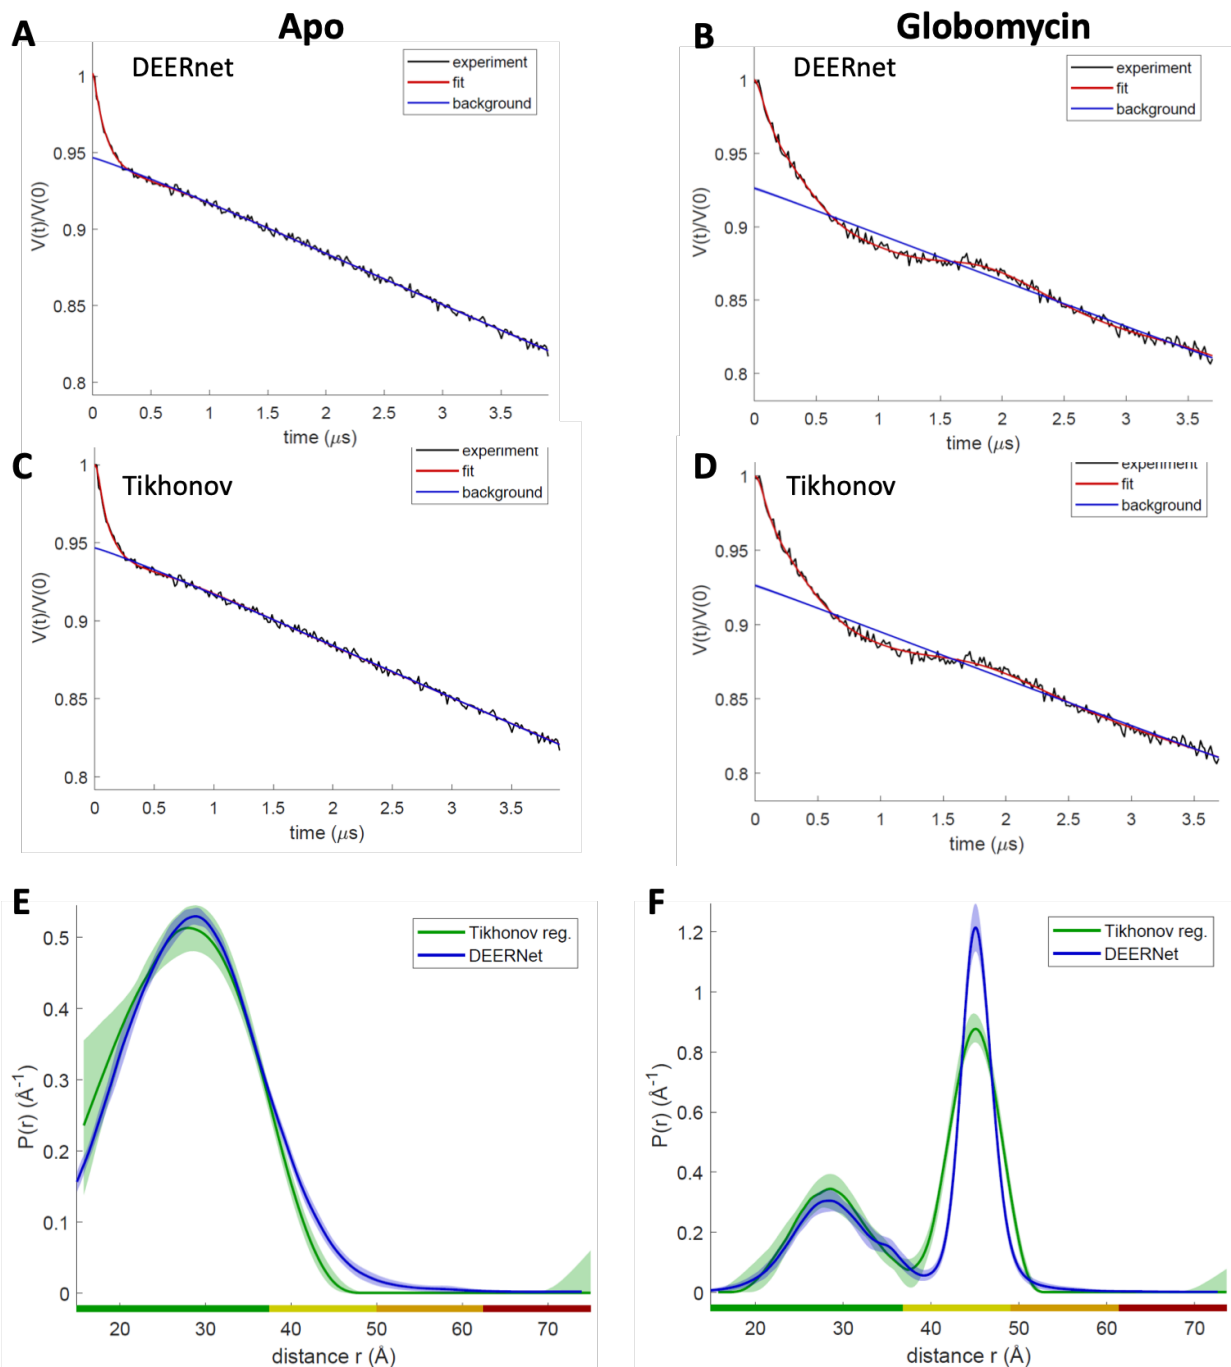 Apo
Globomycin
A
DEERnet
experiment
fit
background
1
0.95
0.9
0.85
0.8
V(t)/V(0)
0 0.5 1 1.5 2 2.5 3 3.5
time (μs)
B
DEERnet
experiment
fit
background
1
0.95
0.9
0.85
0.8
V(t)/V(0)
0 0.5 1 1.5 2 2.5 3 3.5
time (μs)
C
Tikhonov
experiment
fit
background
1
0.95
0.9
0.85
0.8
V(t)/V(0)
0 0.5 1 1.5 2 2.5 3 3.5
time (μs)
D
Tikhonov
experiment
fit
background
1
0.95
0.9
0.85
0.8
V(t)/V(0)
0 0.5 1 1.5 2 2.5 3 3.5
time (μs)
E
Tikhonov reg.
DEERNet
0.5
0.4
0.3
0.2
0.1
0
P(r) (Å⁻¹)
20 30 40 50 60 70
distance r (Å)
F
Tikhonov reg.
DEERNet
1.2
1
0.8
0.6
0.4
0.2
0
P(r) (Å⁻¹)
20 30 40 50 60 70
distance r (Å)